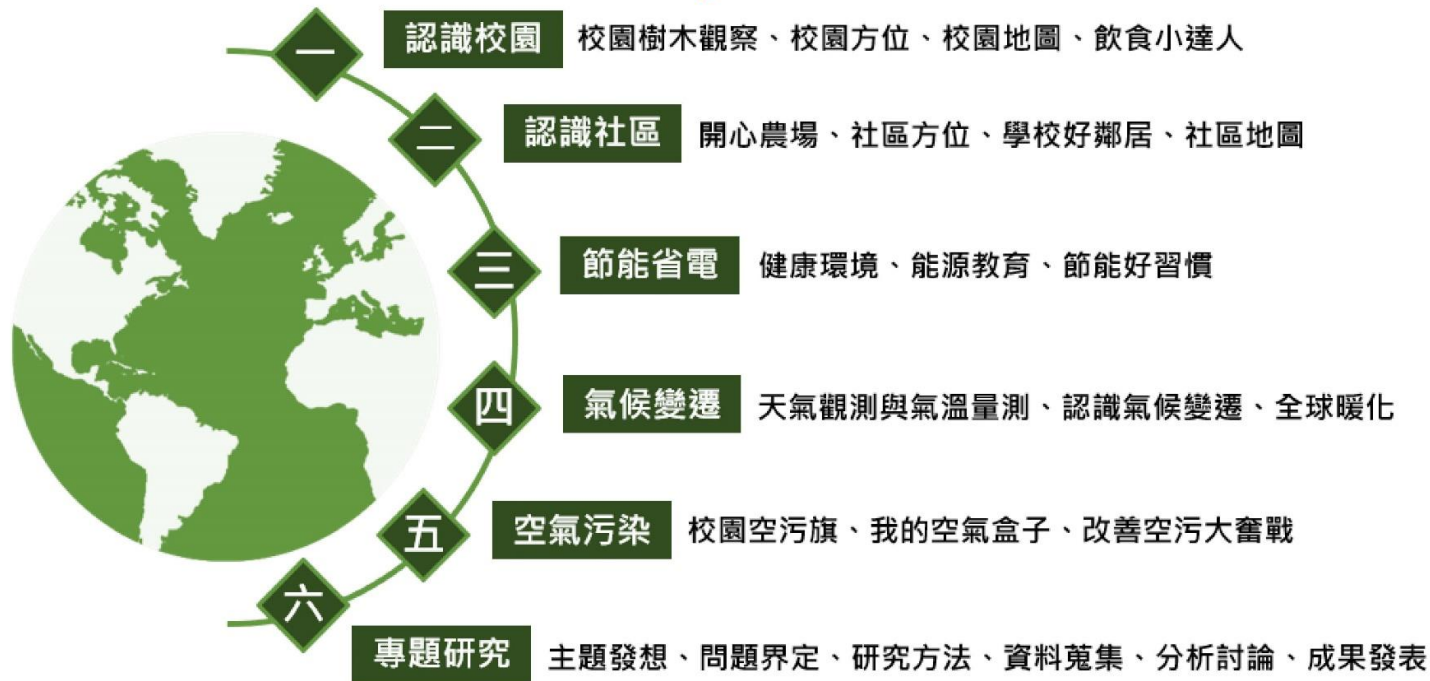 一 認識校園 校園樹木觀察、校園方位、校園地圖、飲食小達人
二 認識社區 開心農場、社區方位、學校好鄰居、社區地圖
三 節能省電 健康環境、能源教育、節能好習慣
四 氣候變遷 天氣觀測與氣溫量測、認識氣候變遷、全球暖化
五 空氣污染 校園空污旗、我的空氣盒子、改善空污大奮戰
六 專題研究 主題發想、問題界定、研究方法、資料蒐集、分析討論、成果發表